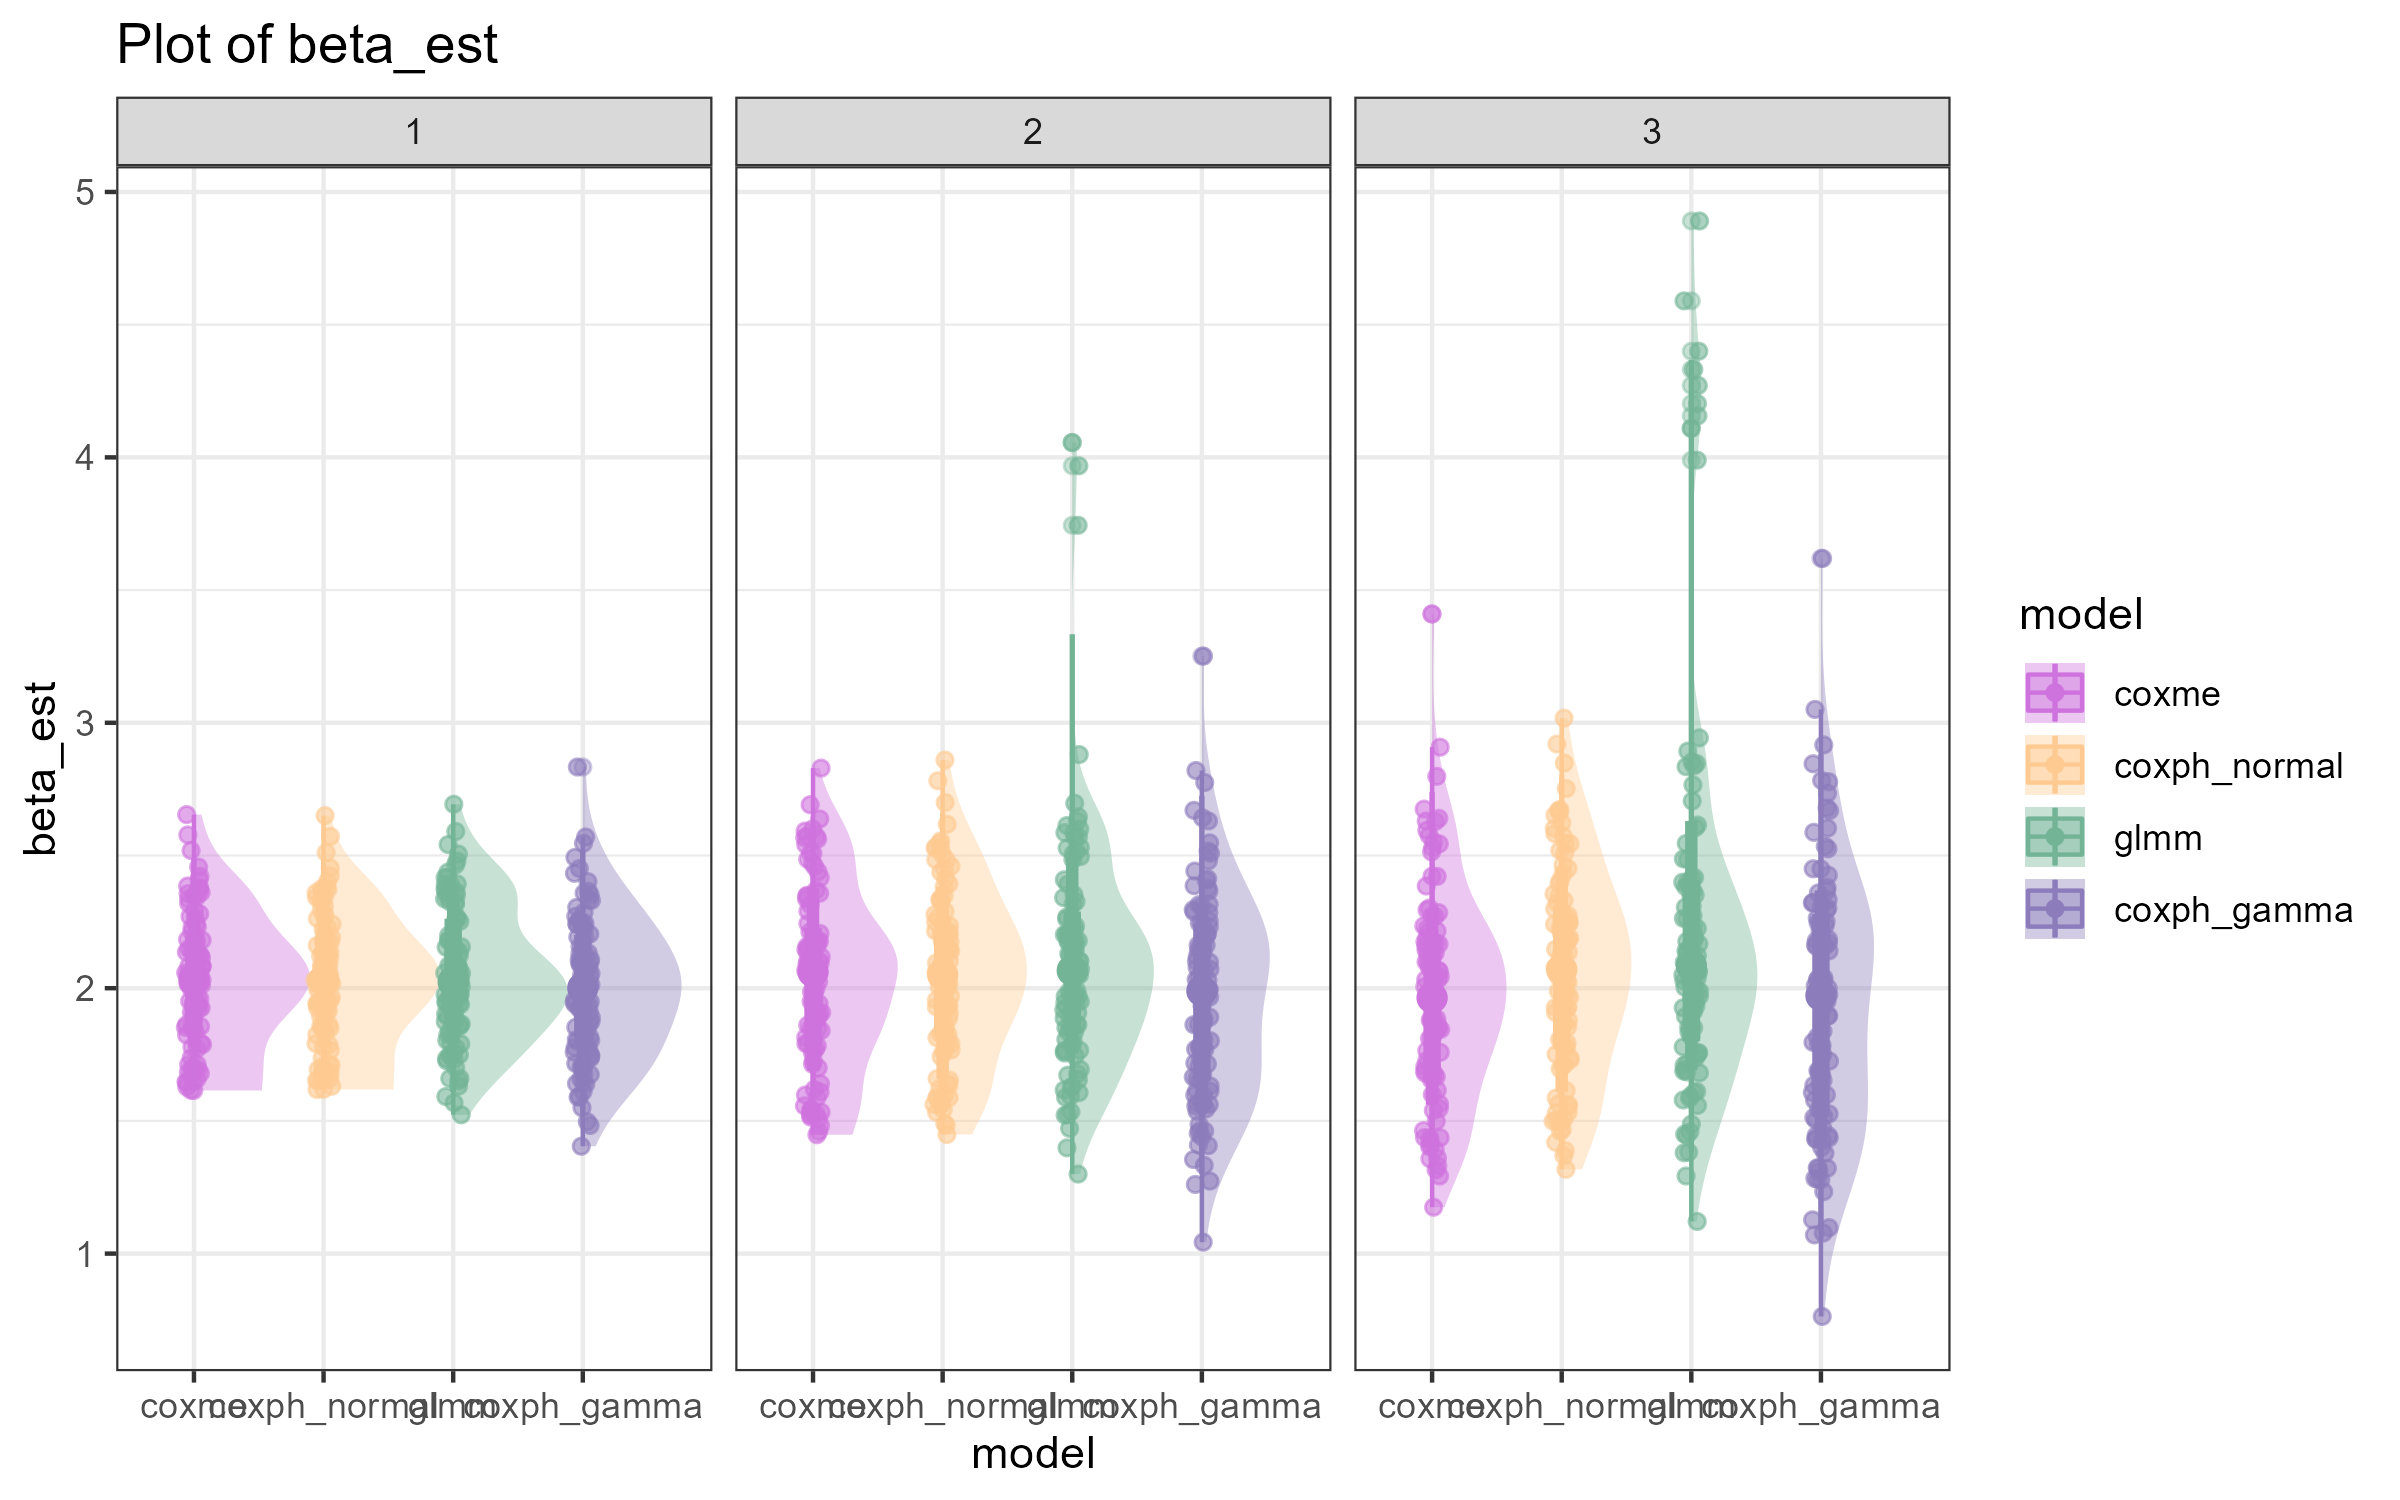 Plot of beta_est
1 2 3
5
4
3
2
1
beta_est
coxme coxph_normal glmm coxph_gamma coxme coxph_normal glmm coxph_gamma coxme coxph_normal glmm coxph_gamma
model
model
coxme
coxph_normal
glmm
coxph_gamma